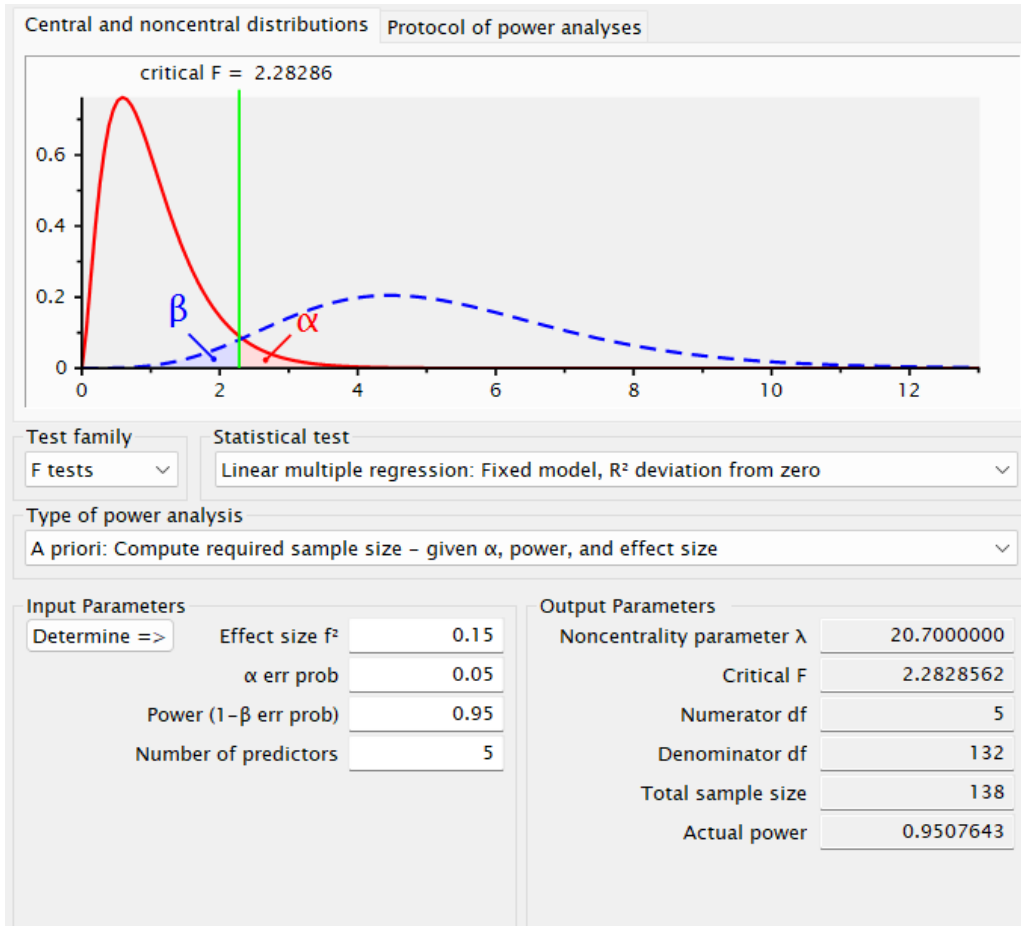 Central and noncentral distributions
Protocol of power analyses
critical F = 2.28286
0.6
0.4
0.2
0
β
α
0 2 4 6 8 10 12
Test family
Statistical test
F tests
Linear multiple regression: Fixed model, R² deviation from zero
Type of power analysis
A priori: Compute required sample size – given α, power, and effect size
Input Parameters
Determine =>
Effect size f² 0.15
α err prob 0.05
Power (1–β err prob) 0.95
Number of predictors 5
Output Parameters
Noncentrality parameter λ 20.7000000
Critical F 2.2828562
Numerator df 5
Denominator df 132
Total sample size 138
Actual power 0.9507643